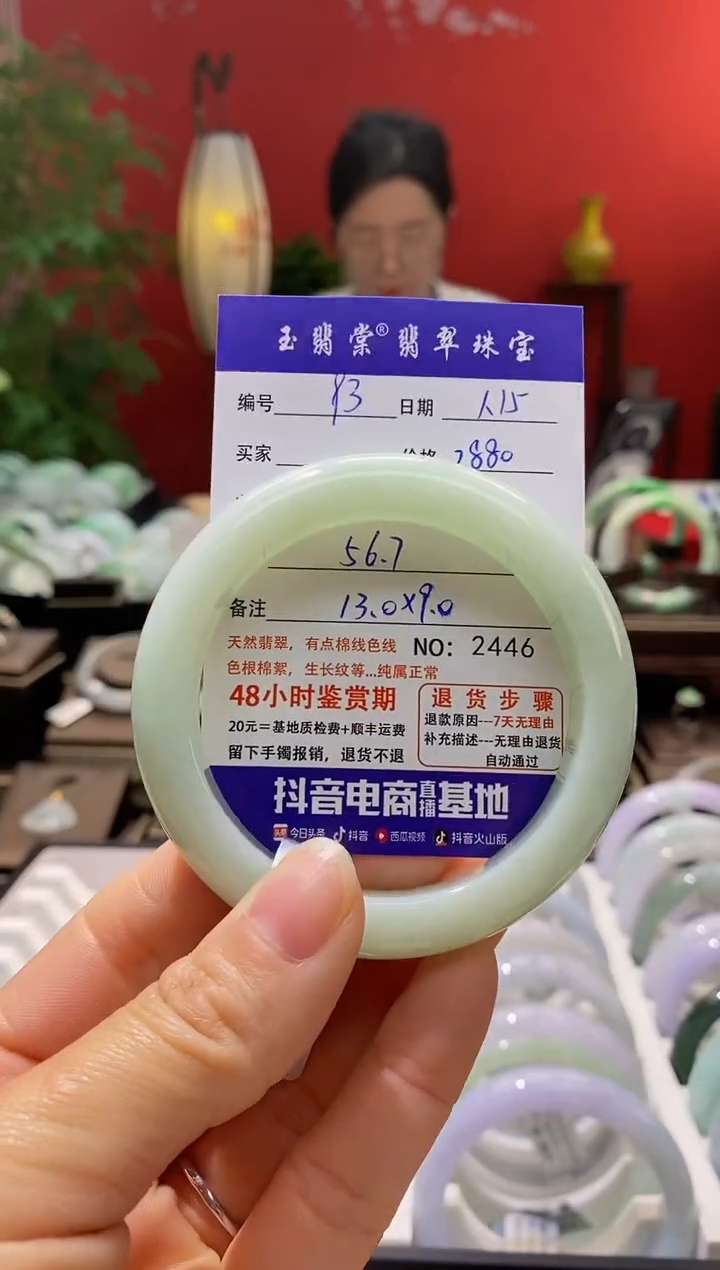 玉翡棠®翡翠珠宝
编号 93 日期 1.15
买家 价格 2880
56.7
备注 13.0×9.0
天然翡翠，有点棉线色线 NO: 2446
色根棉絮，生长纹等...纯属正常
48小时鉴赏期
20元=基地质检费+顺丰运费
留下手镯报销，退货不退
退货步骤
退款原因---7天无理由
补充描述---无理由退货
自动通过
抖音电商直播基地
头条 今日头条 抖音 西瓜视频 抖音火山版